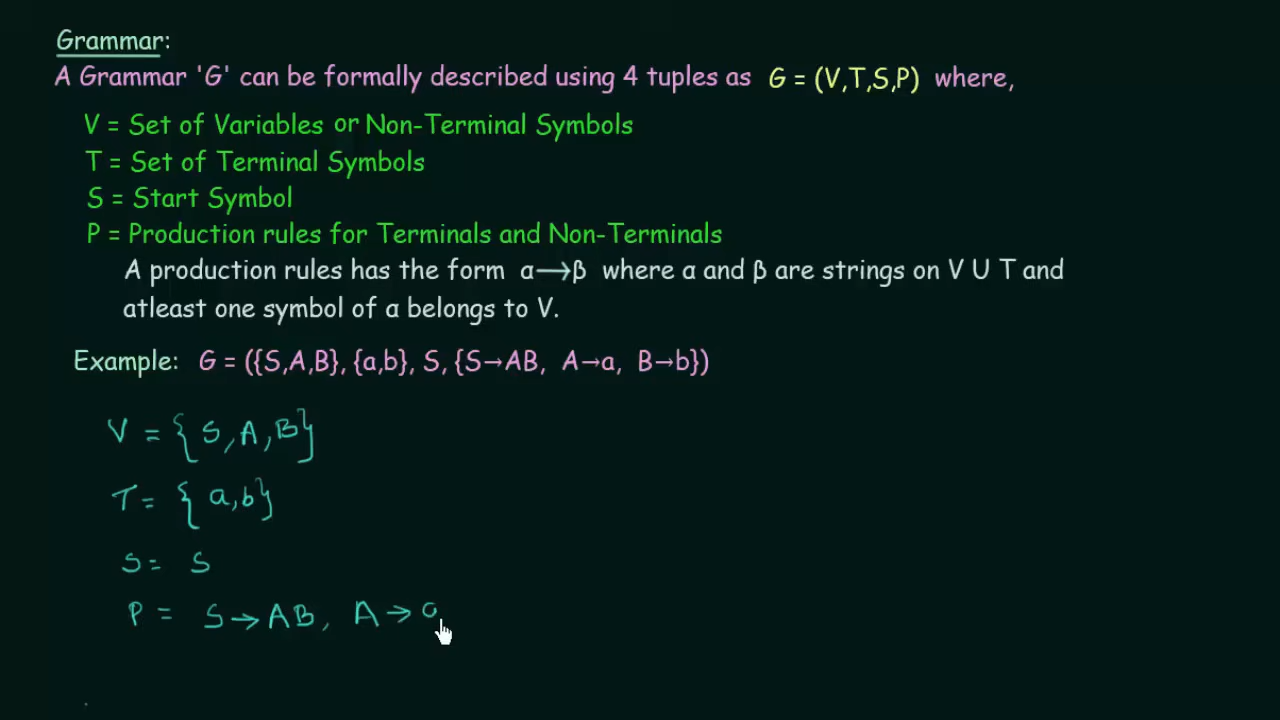 Grammar:
A Grammar 'G' can be formally described using 4 tuples as G = (V,T,S,P) where,
V = Set of Variables or Non-Terminal Symbols
T = Set of Terminal Symbols
S = Start Symbol
P = Production rules for Terminals and Non-Terminals
A production rules has the form α→β where α and β are strings on V U T and
atleast one symbol of α belongs to V.
Example: G = ({S,A,B}, {a,b}, S, {S→AB, A→a, B→b})
V = {S, A, B}
T = {a, b}
S = S
P = S → AB, A →